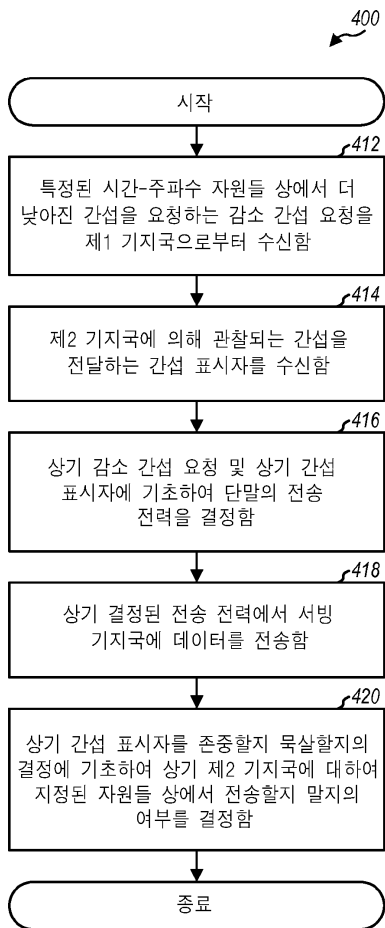 400
시작
412
특정된 시간-주파수 자원들 상에서 더
낮아진 간섭을 요청하는 감소 간섭 요청을
제1 기지국으로부터 수신함
414
제2 기지국에 의해 관찰되는 간섭을
전달하는 간섭 표시자를 수신함
416
상기 감소 간섭 요청 및 상기 간섭
표시자에 기초하여 단말의 전송
전력을 결정함
418
상기 결정된 전송 전력에서 서빙
기지국에 데이터를 전송함
420
상기 간섭 표시자를 존중할지 묵살할지의
결정에 기초하여 상기 제2 기지국에 대하여
지정된 자원들 상에서 전송할지 말지의
여부를 결정함
종료